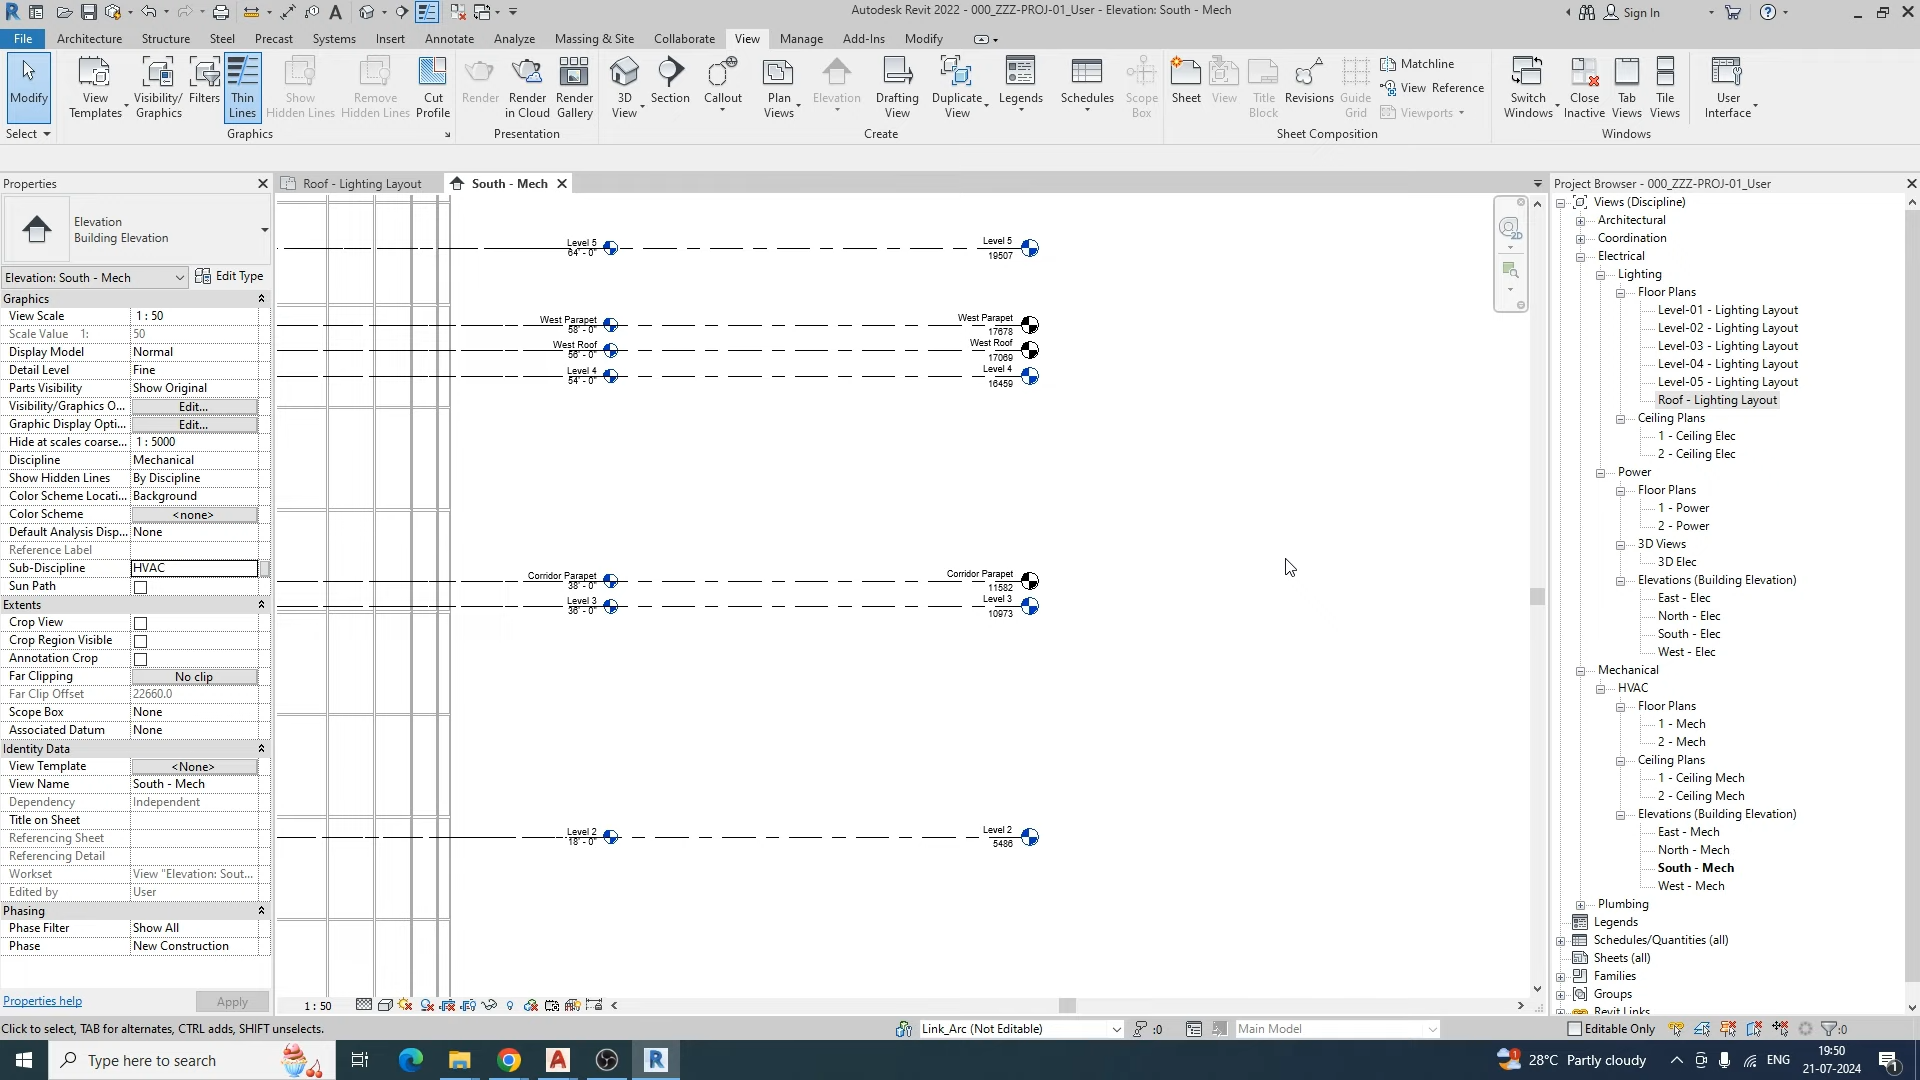 Autodesk Revit 2022 - 000_ZZZ-PROJ-01_User - Elevation: South - Mech
Sign In
File Architecture Structure Steel Precast Systems Insert Annotate Analyze Massing & Site Collaborate View Manage Add-Ins Modify
Modify
View Templates
Visibility/ Graphics
Filters
Thin Lines
Show Hidden Lines
Remove Hidden Lines
Cut Profile
Render
Render in Cloud
Render Gallery
3D View
Section
Callout
Plan Views
Elevation
Drafting View
Duplicate View
Legends
Schedules
Scope Box
Sheet
View
Title Block
Revisions
Guide Grid
Matchline
View Reference
Viewports
Switch Windows
Close Inactive
Tab Views
Tile Views
User Interface
Select
Graphics
Presentation
Create
Sheet Composition
Windows
Properties
Elevation
Building Elevation
Elevation: South - Mech
Edit Type
Graphics
View Scale 1 : 50
Scale Value 1: 50
Display Model Normal
Detail Level Fine
Parts Visibility Show Original
Visibility/Graphics O... Edit...
Graphic Display Opti... Edit...
Hide at scales coarse... 1 : 5000
Discipline Mechanical
Show Hidden Lines By Discipline
Color Scheme Locati... Background
Color Scheme <none>
Default Analysis Disp... None
Reference Label
Sub-Discipline HVAC
Sun Path
Extents
Crop View
Crop Region Visible
Annotation Crop
Far Clipping No clip
Far Clip Offset 22660.0
Scope Box None
Associated Datum None
Identity Data
View Template <None>
View Name South - Mech
Dependency Independent
Title on Sheet
Referencing Sheet
Referencing Detail
Workset View "Elevation: Sout...
Edited by User
Phasing
Phase Filter Show All
Phase New Construction
Properties help
Apply
Roof - Lighting Layout
South - Mech
Level 5
64' - 0"
Level 5
19507
West Parapet
58' - 0"
West Parapet
17678
West Roof
56' - 0"
West Roof
17069
Level 4
54' - 0"
Level 4
16459
Corridor Parapet
38' - 0"
Corridor Parapet
11582
Level 3
36' - 0"
Level 3
10973
Level 2
18' - 0"
Level 2
5486
1 : 50
Project Browser - 000_ZZZ-PROJ-01_User
Views (Discipline)
Architectural
Coordination
Electrical
Lighting
Floor Plans
Level-01 - Lighting Layout
Level-02 - Lighting Layout
Level-03 - Lighting Layout
Level-04 - Lighting Layout
Level-05 - Lighting Layout
Roof - Lighting Layout
Ceiling Plans
1 - Ceiling Elec
2 - Ceiling Elec
Power
Floor Plans
1 - Power
2 - Power
3D Views
3D Elec
Elevations (Building Elevation)
East - Elec
North - Elec
South - Elec
West - Elec
Mechanical
HVAC
Floor Plans
1 - Mech
2 - Mech
Ceiling Plans
1 - Ceiling Mech
2 - Ceiling Mech
Elevations (Building Elevation)
East - Mech
North - Mech
South - Mech
West - Mech
Plumbing
Legends
Schedules/Quantities (all)
Sheets (all)
Families
Groups
Revit Links
Click to select, TAB for alternates, CTRL adds, SHIFT unselects.
Link_Arc (Not Editable)
:0
Main Model
Editable Only
:0
Type here to search
28°C Partly cloudy
ENG
19:50
21-07-2024
1